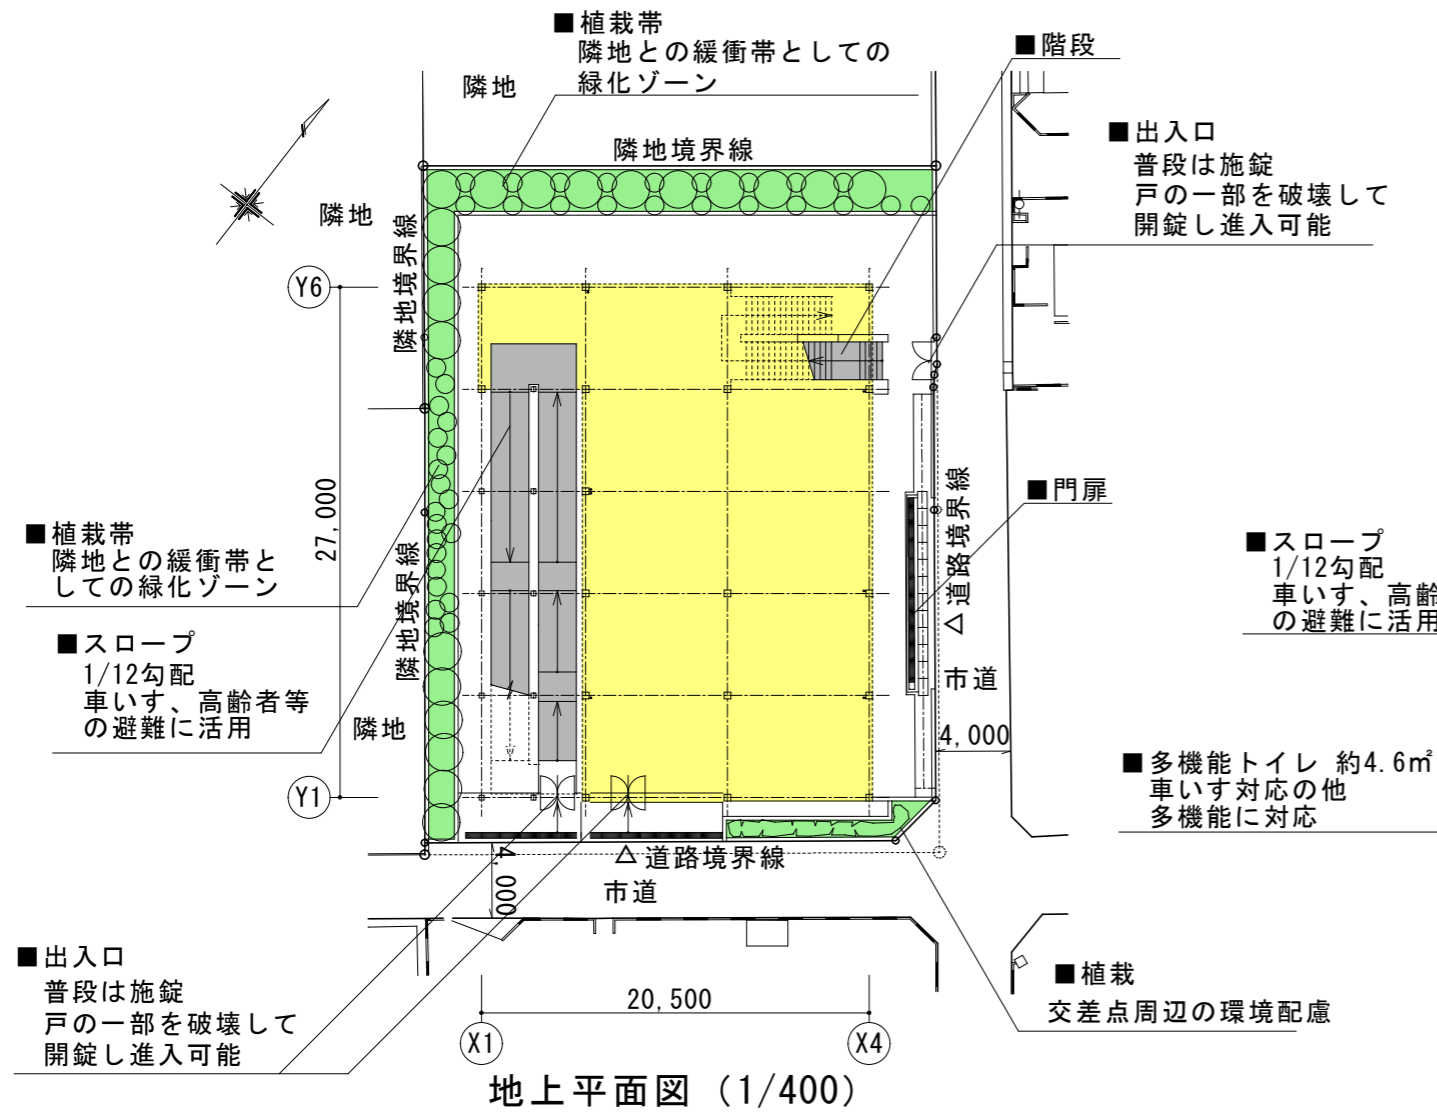 ■植栽帯
隣地との緩衝帯としての
緑化ゾーン
■階段
隣地
■出入口
普段は施錠
戸の一部を破壊して
開錠し進入可能
隣地境界線
隣地
隣地境界線
Y6
27,000
■門扉
道路境界線
△
■植栽帯
隣地との緩衝帯と
しての緑化ゾーン
■スロープ
1/12勾配
車いす、高齢
の避難に活用
隣地境界線
■スロープ
1/12勾配
車いす、高齢者等
の避難に活用
市道
隣地
4,000
■多機能トイレ 約4.6㎡
車いす対応の他
多機能に対応
Y1
4,000
△道路境界線
市道
■出入口
普段は施錠
戸の一部を破壊して
開錠し進入可能
■植栽
交差点周辺の環境配慮
20,500
X1
X4
地上平面図（1/400）